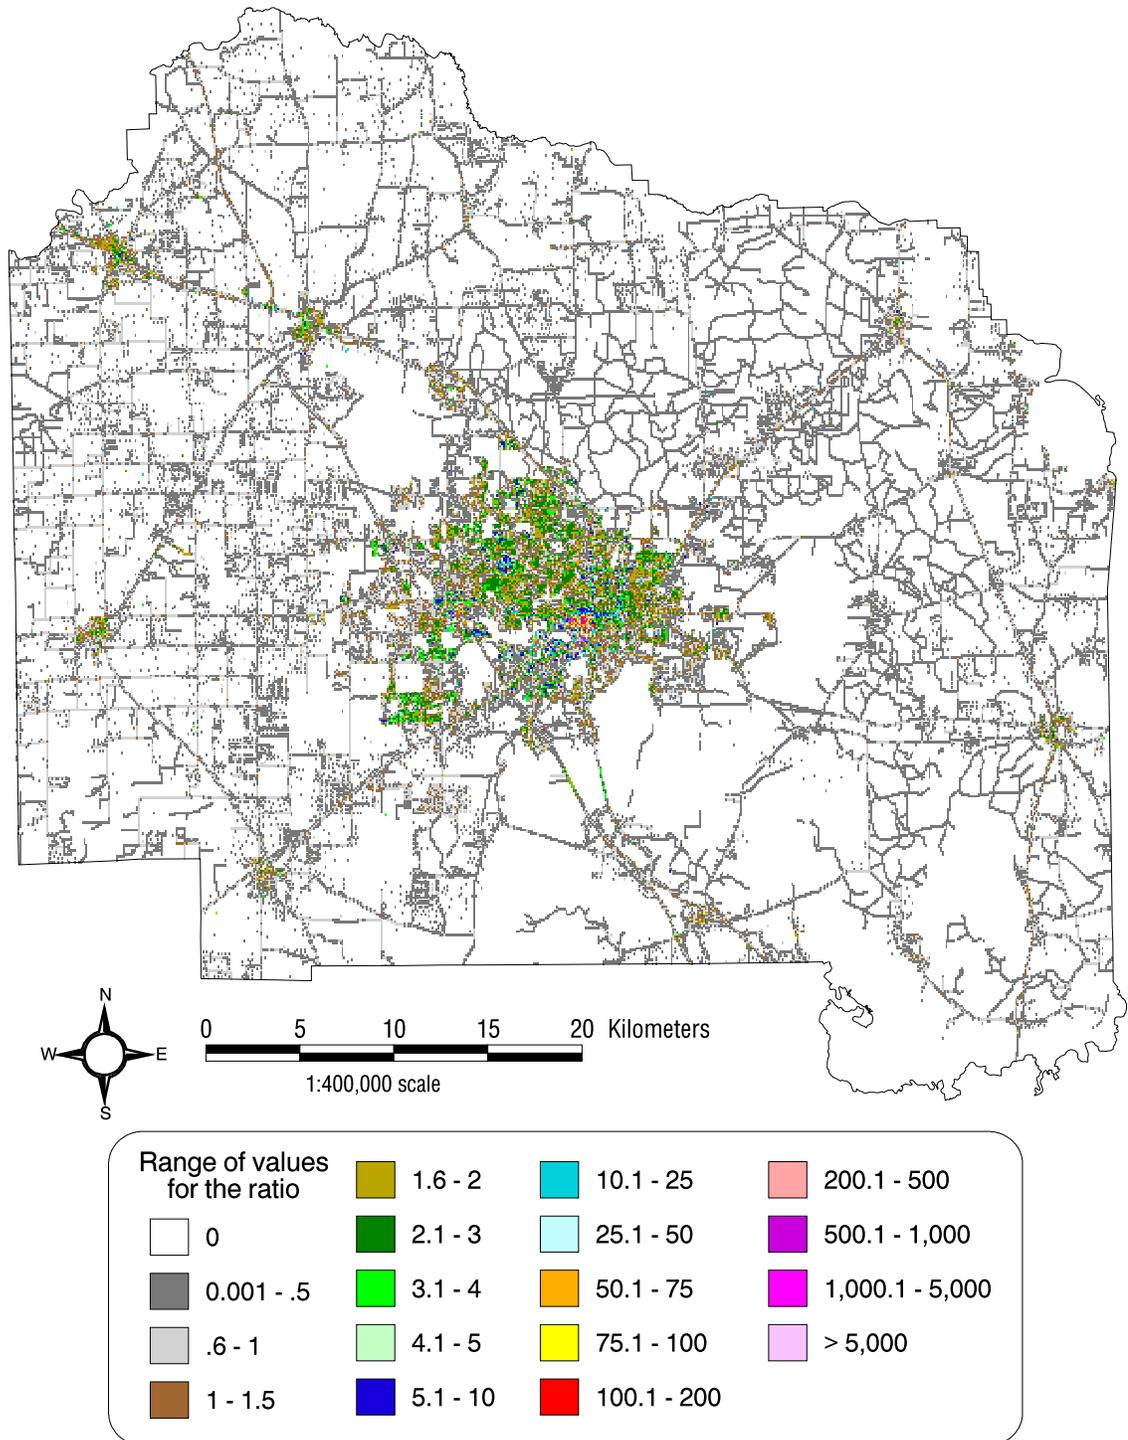 N
W E
S
0 5 10 15 20 Kilometers
1:400,000 scale
Range of values
for the ratio
0
0.001 - .5
.6 - 1
1 - 1.5
1.6 - 2
2.1 - 3
3.1 - 4
4.1 - 5
5.1 - 10
10.1 - 25
25.1 - 50
50.1 - 75
75.1 - 100
100.1 - 200
200.1 - 500
500.1 - 1,000
1,000.1 - 5,000
> 5,000